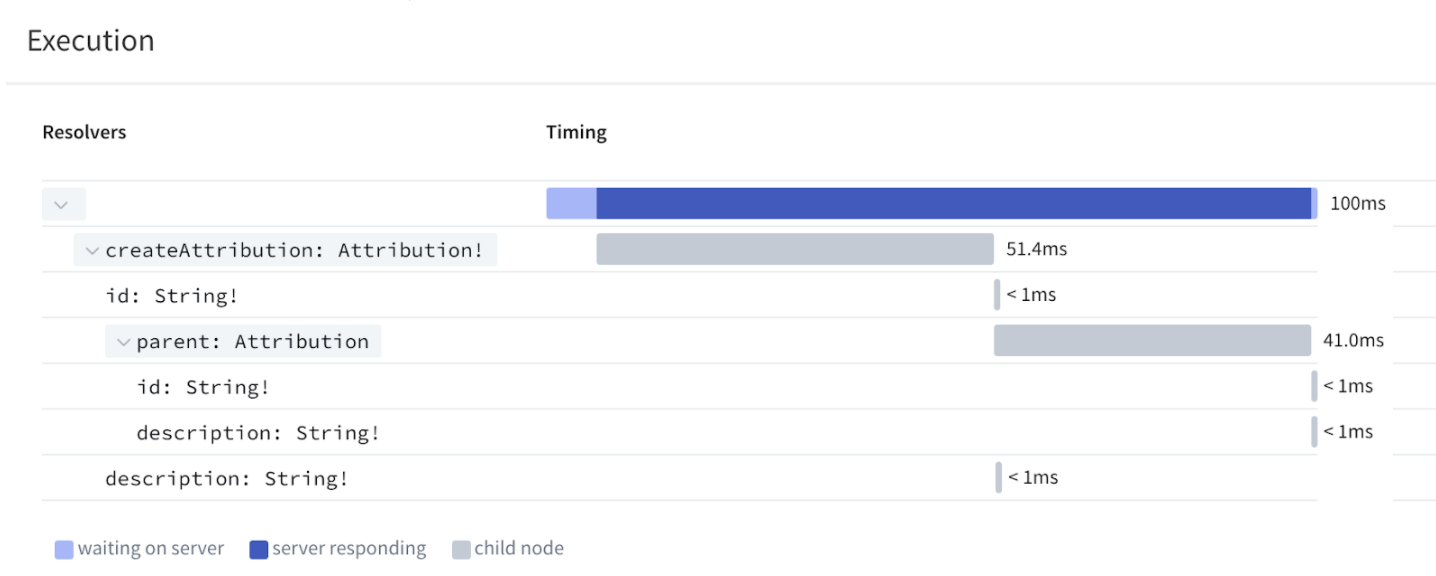 Execution
Resolvers Timing
100ms
createAttribution: Attribution! 51.4ms
id: String! < 1ms
parent: Attribution 41.0ms
id: String! < 1ms
description: String! < 1ms
description: String! < 1ms
waiting on server server responding child node